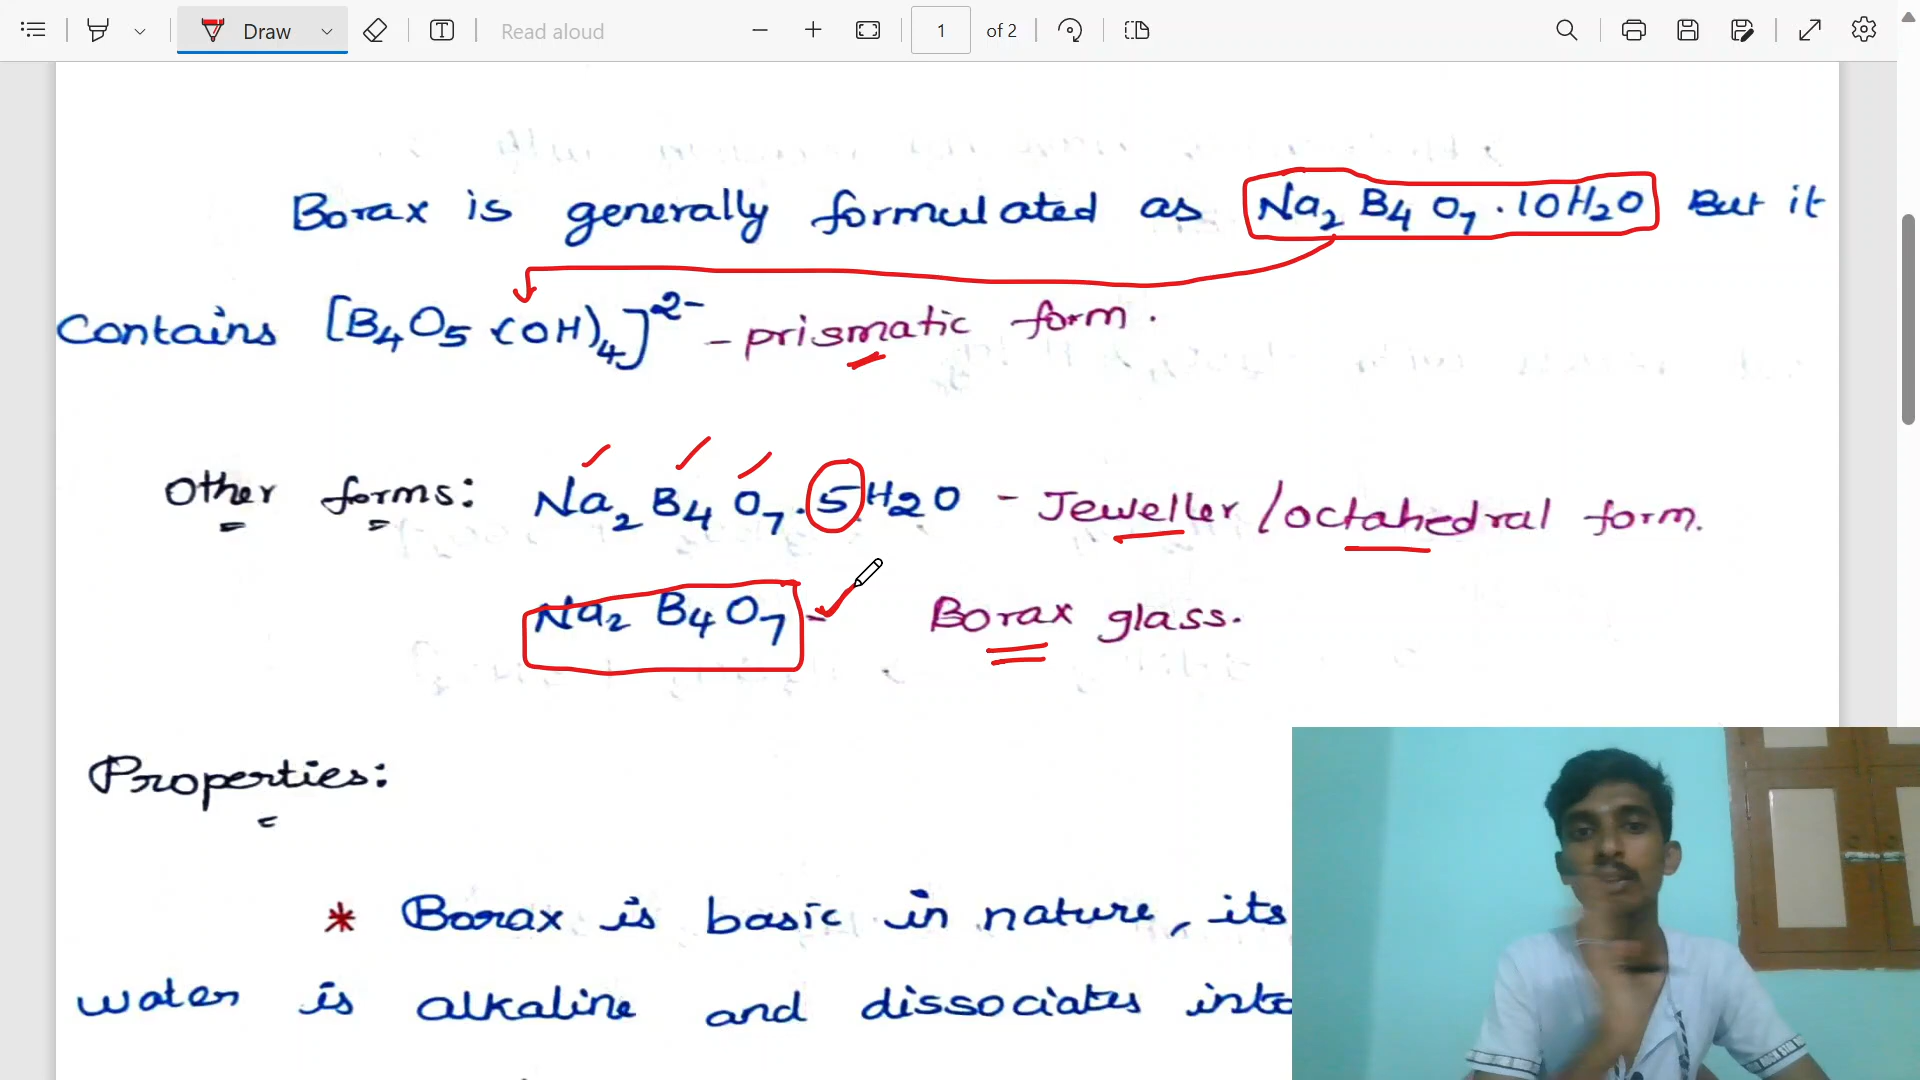 Draw
Read aloud
1 of 2
Borax is generally formulated as Na2 B4 O7 . 10H2O But it
Contains [B4O5 (OH)4]2- - prismatic form.
Other forms: Na2 B4 O7 . 5H2O - Jeweller / octahedral form.
Na2 B4O7 - Borax glass.
Properties:
* Borax is basic in nature, its
water is alkaline and dissociates into